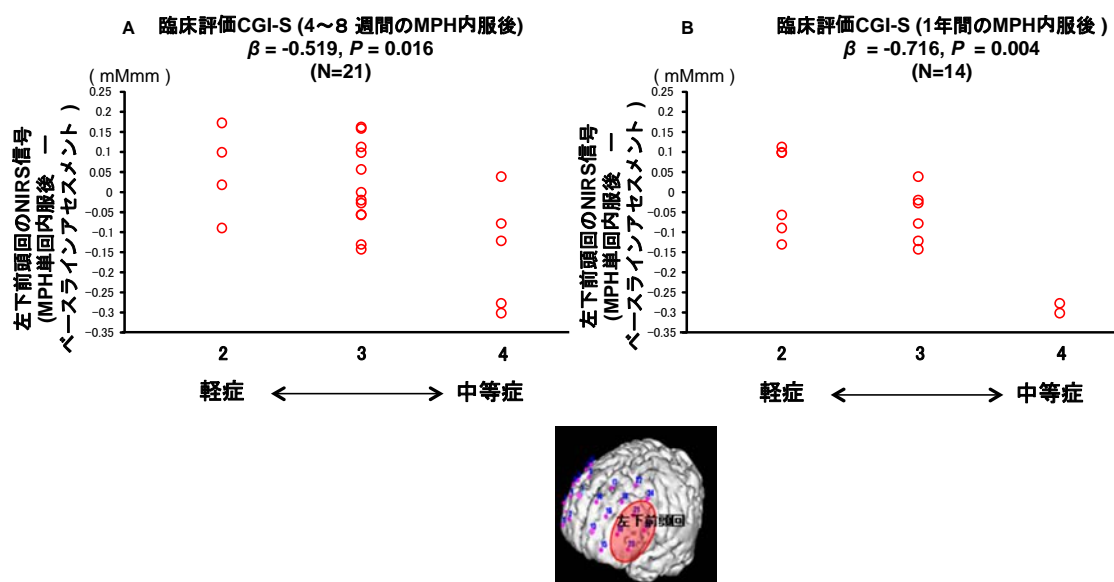 A 臨床評価CGI-S (4～8 週間のMPH内服後)
β = -0.519, P = 0.016
(N=21)
( mMmm )
左下前頭回のNIRS信号
(MPH単回内服後 ー
ベースラインアセスメント )
0.25
0.2
0.15
0.1
0.05
0
-0.05
-0.1
-0.15
-0.2
-0.25
-0.3
-0.35
2 3 4
軽症 中等症
B 臨床評価CGI-S (1年間のMPH内服後 )
β = -0.716, P = 0.004
(N=14)
( mMmm )
左下前頭回のNIRS信号
(MPH単回内服後 ー
ベースラインアセスメント )
0.25
0.2
0.15
0.1
0.05
0
-0.05
-0.1
-0.15
-0.2
-0.25
-0.3
-0.35
2 3 4
軽症 中等症
左下前頭回